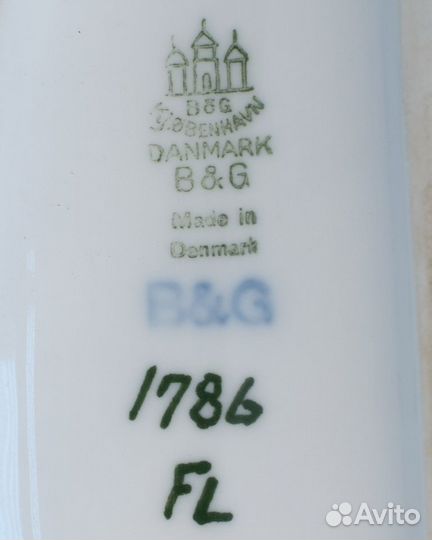 B&G
KJØBENHAVN
DANMARK
B&G
Made in
Denmark
B&G
1786
FL
Avito